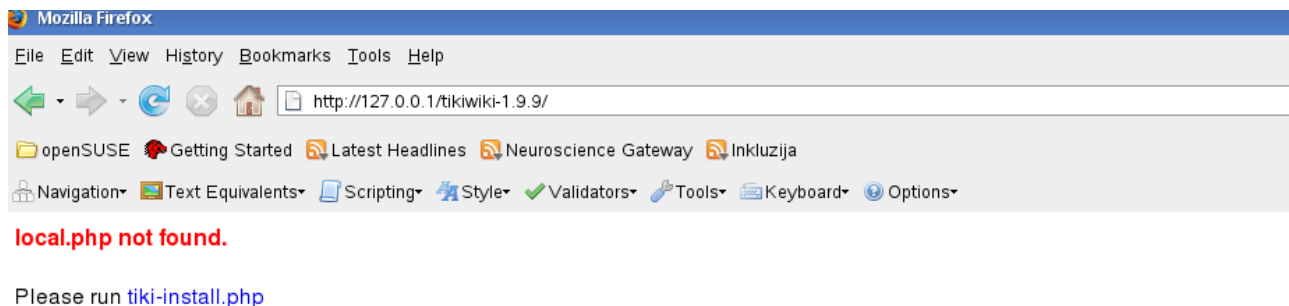 Mozilla Firefox
File Edit View History Bookmarks Tools Help
http://127.0.0.1/tikiwiki-1.9.9/
openSUSE Getting Started Latest Headlines Neuroscience Gateway Inkluzija
Navigation Text Equivalents Scripting Style Validators Tools Keyboard Options
local.php not found.
Please run tiki-install.php